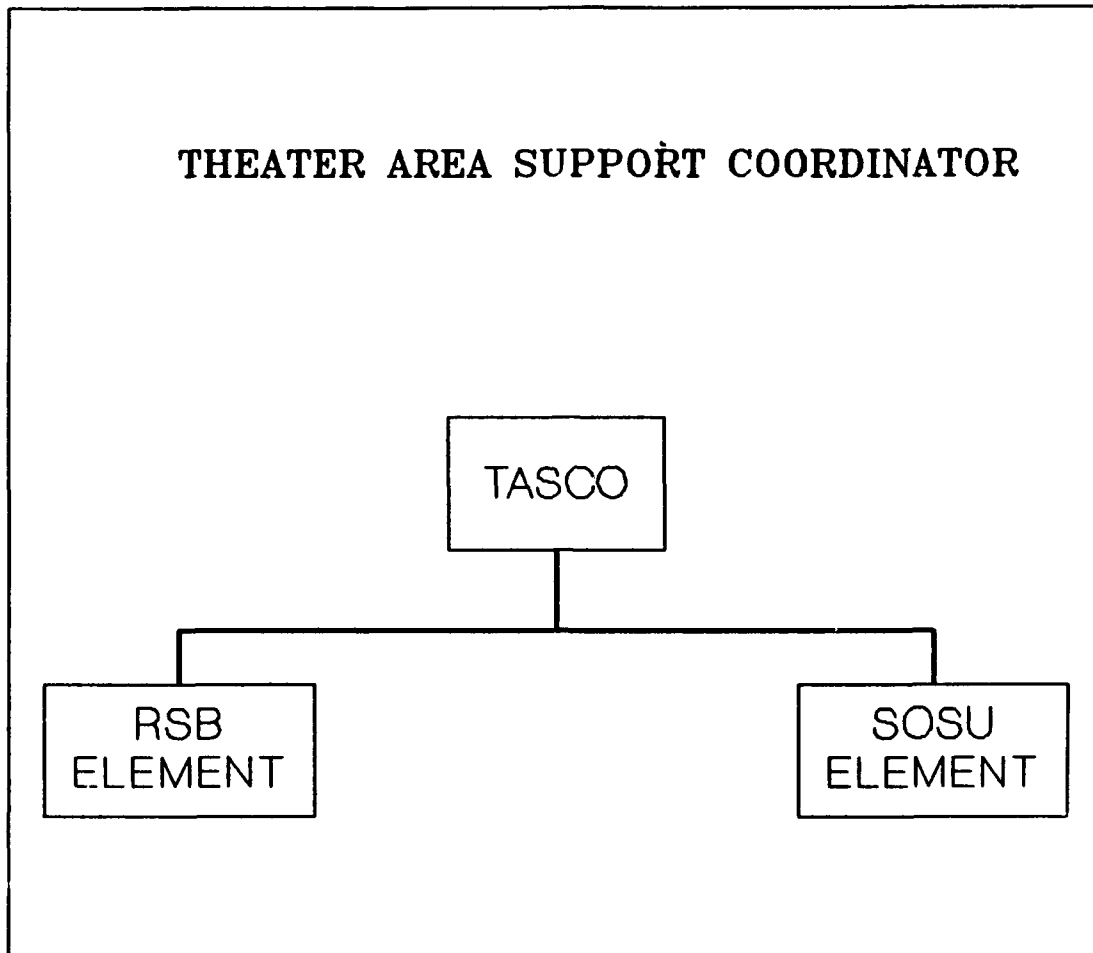 THEATER AREA SUPPORT COORDINATOR
TASCO
RSB
ELEMENT
SOSU
ELEMENT